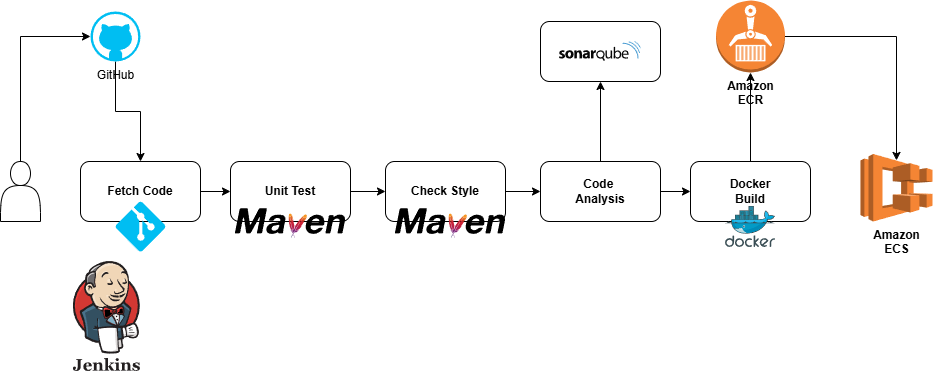 GitHub
sonarqube
Amazon
ECR
Fetch Code
Unit Test
Maven
Check Style
Maven
Code
Analysis
Docker
Build
docker
Amazon
ECS
Jenkins